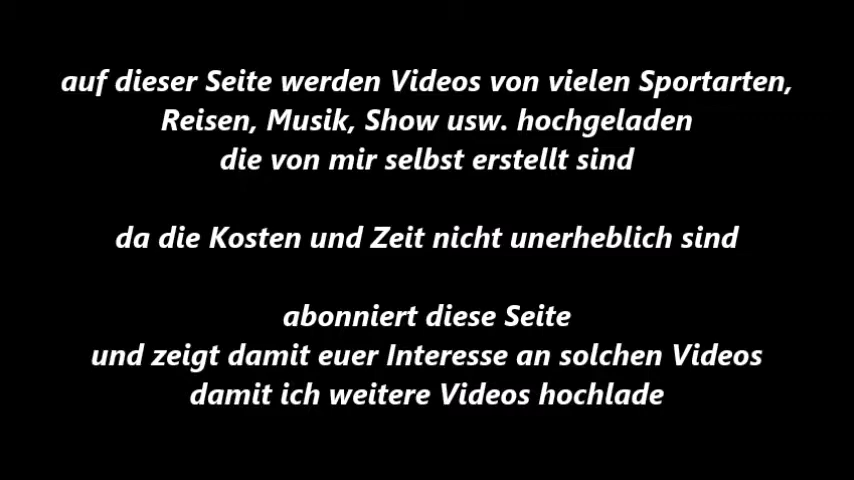 auf dieser Seite werden Videos von vielen Sportarten,
Reisen, Musik, Show usw. hochgeladen
die von mir selbst erstellt sind
da die Kosten und Zeit nicht unerheblich sind
abonniert diese Seite
und zeigt damit euer Interesse an solchen Videos
damit ich weitere Videos hochlade